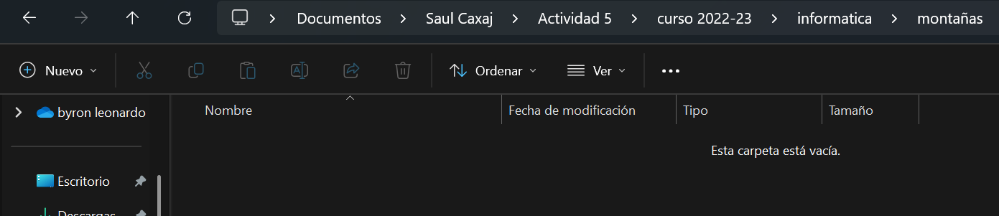 Documentos > Saul Caxaj > Actividad 5 > curso 2022-23 > informatica > montañas
Nuevo Ordenar Ver ...
byron leonardo
Nombre Fecha de modificación Tipo Tamaño
Esta carpeta está vacía.
Escritorio
Descargas